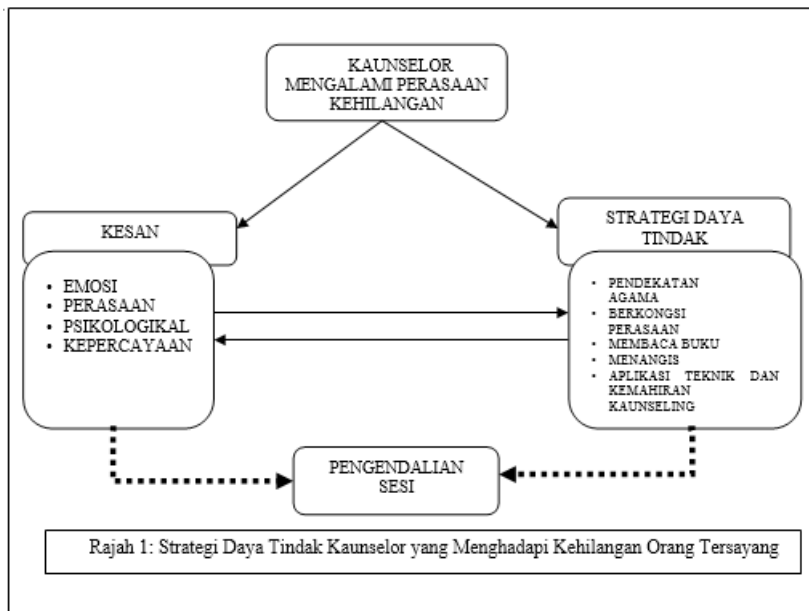 KAUNSELOR
MENGALAMI PERASAAN
KEHILANGAN
KESAN
• EMOSI
• PERASAAN
• PSIKOLOGIKAL
• KEPERCAYAAN
STRATEGI DAYA
TINDAK
• PENDEKATAN
AGAMA
• BERKONGSI
PERASAAN
• MEMBACA BUKU
• MENANGIS
• APLIKASI TEKNIK DAN
KEMAHIRAN
KAUNSELING
PENGENDALIAN
SESI
Rajah 1: Strategi Daya Tindak Kaunselor yang Menghadapi Kehilangan Orang Tersayang